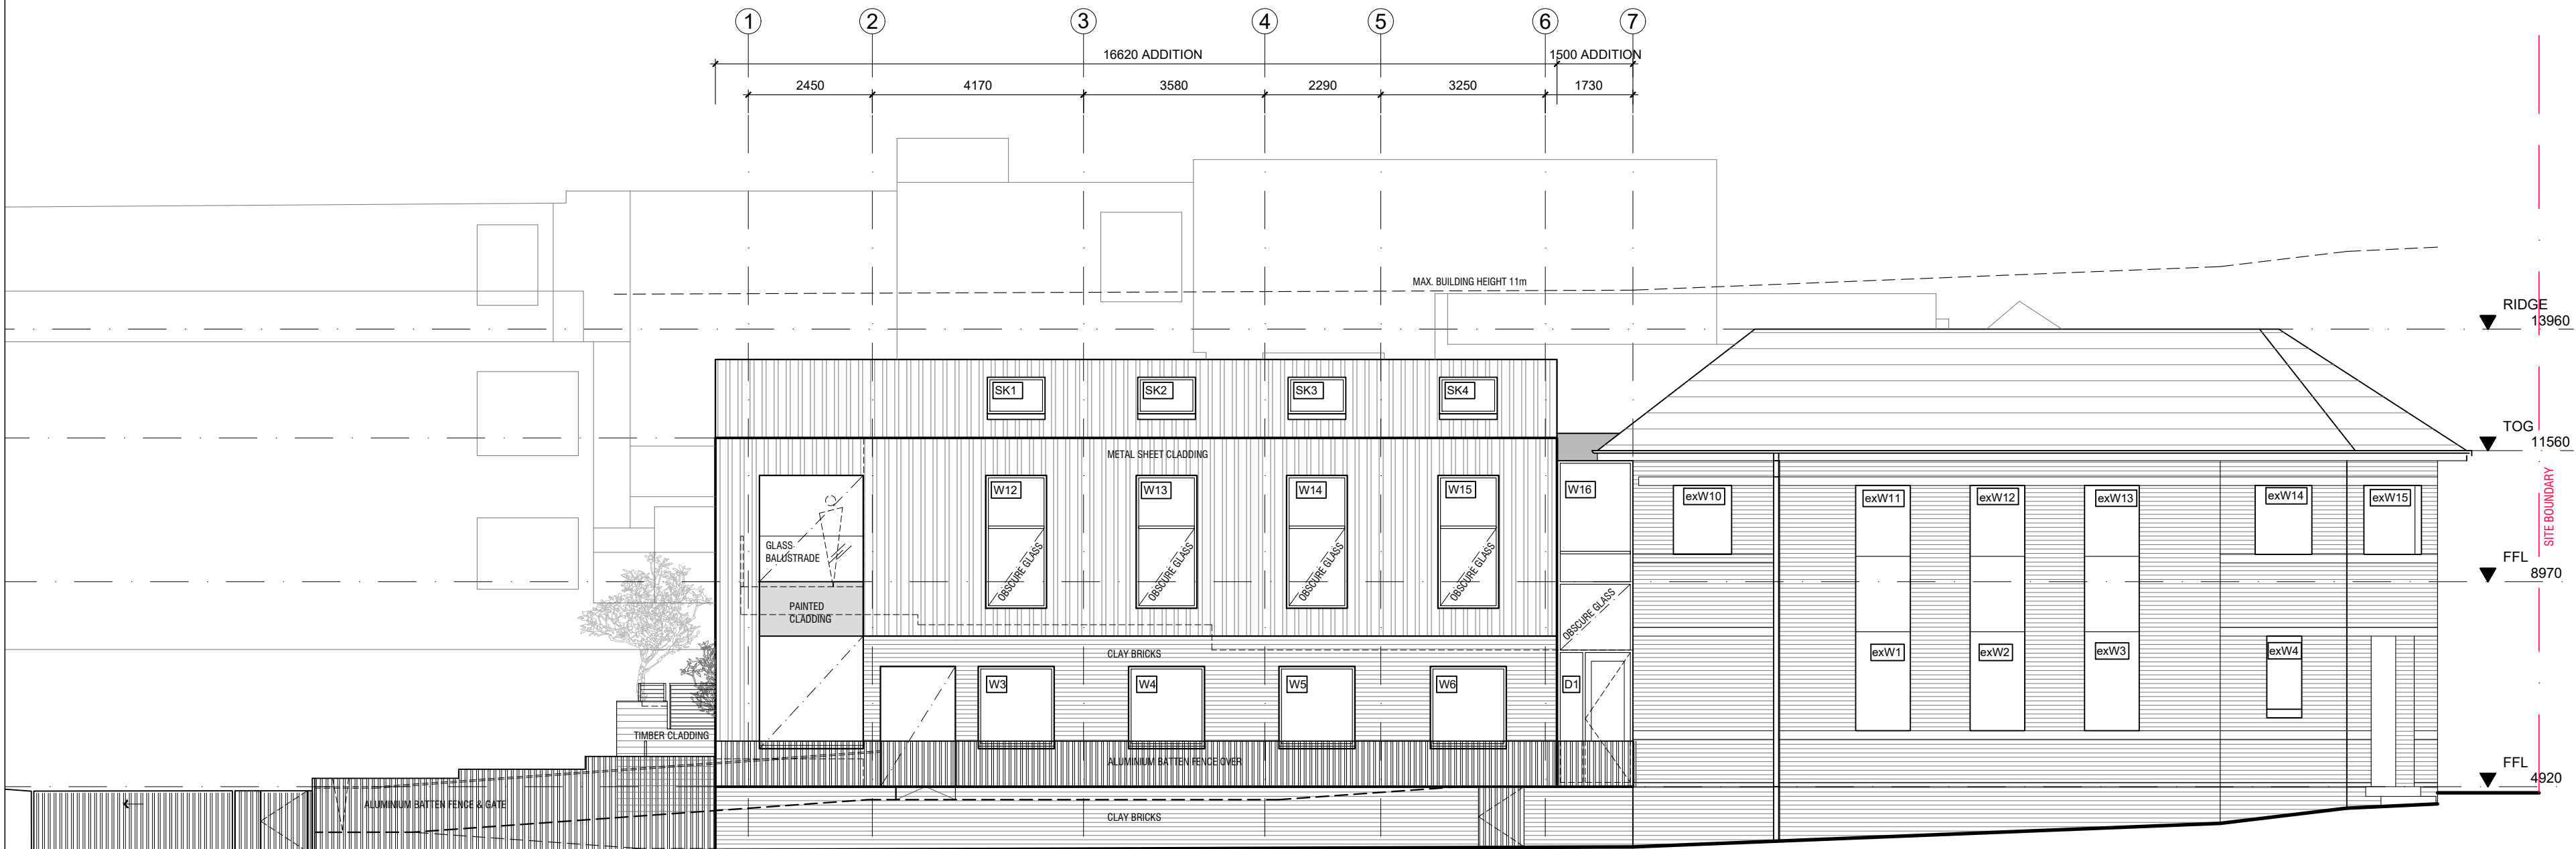 1 2 3 4 5 6 7
16620 ADDITION 1500 ADDITION
2450 4170 3580 2290 3250 1730
MAX. BUILDING HEIGHT 11m
RIDGE
13960
SK1 SK2 SK3 SK4
TOG
11560
METAL SHEET CLADDING
SITE BOUNDARY
W12 W13 W14 W15 W16
exW10 exW11 exW12 exW13 exW14 exW15
GLASS
BALUSTRADE
OBSCURE GLASS OBSCURE GLASS OBSCURE GLASS OBSCURE GLASS
FFL
8970
PAINTED
CLADDING
OBSCURE GLASS
CLAY BRICKS
exW1 exW2 exW3 exW4
W3 W4 W5 W6 D1
TIMBER CLADDING
ALUMINIUM BATTEN FENCE OVER
FFL
4920
ALUMINIUM BATTEN FENCE & GATE
CLAY BRICKS